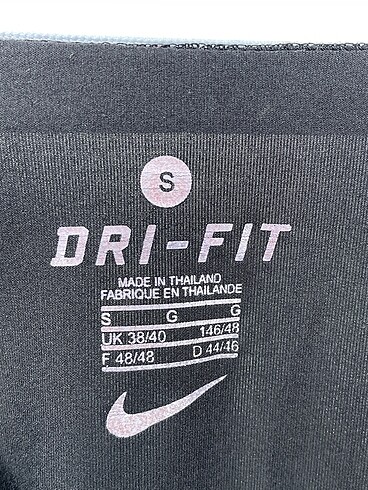 S
DRI-FIT
MADE IN THAILAND
FABRIQUE EN THAILANDE
S G G
UK 38/40 146/48
F 48/48 D 44/46